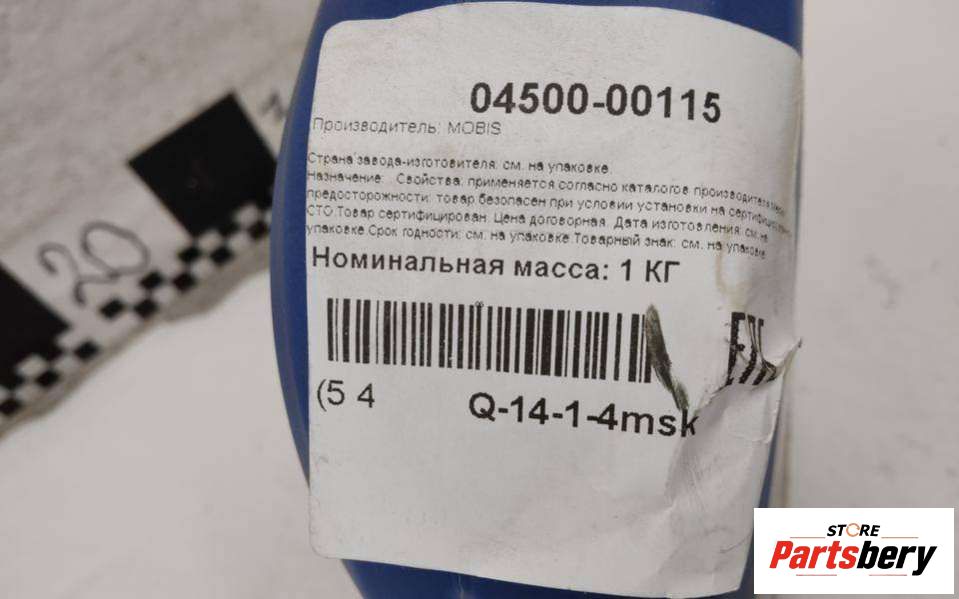 04500-00115
Производитель: MOBIS
Страна завода-изготовителя: см. на упаковке.
Назначение: Свойства: применяется согласно каталогов производителя
предосторожности: товар безопасен при условии установки на
СТО.Товар сертифицирован. Цена договорная. Дата изготовления: см. на
упаковке.Срок годности: см. на упаковке.Товарный знак: см. на упаковке
Номинальная масса: 1 КГ
(5 4
Q-14-1-4msk
20
STORE
Partsbery